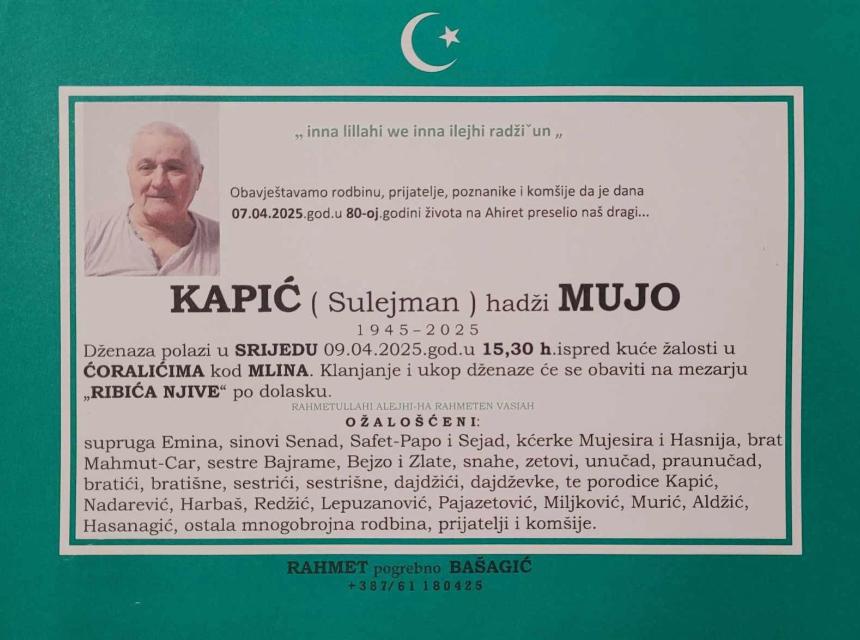 „ inna lillahi we inna ilejhi radžiˇun „
Obavještavamo rodbinu, prijatelje, poznanike i komšije da je dana
07.04.2025.god.u 80-oj.godini života na Ahiret preselio naš dragi...
KAPIĆ ( Sulejman ) hadži MUJO
1945-2025
Dženaza polazi u SRIJEDU 09.04.2025.god.u 15,30 h.ispred kuće žalosti u
ĆORALIĆIMA kod MLINA. Klanjanje i ukop dženaze će se obaviti na mezarju
„RIBIĆA NJIVE“ po dolasku.
RAHMETULLAHI ALEJHI-HA RAHMETEN VASIAH
OŽALOŠĆENI:
supruga Emina, sinovi Senad, Safet-Papo i Sejad, kćerke Mujesira i Hasnija, brat
Mahmut-Car, sestre Bajrame, Bejzo i Zlate, snahe, zetovi, unučad, praunučad,
bratići, bratišne, sestrići, sestrišne, dajdžići, dajdževke, te porodice Kapić,
Nadarević, Harbaš, Redžić, Lepuzanović, Pajazetović, Miljković, Murić, Aldžić,
Hasanagić, ostala mnogobrojna rodbina, prijatelji i komšije.
RAHMET pogrebno BAŠAGIĆ
+387/61 180425